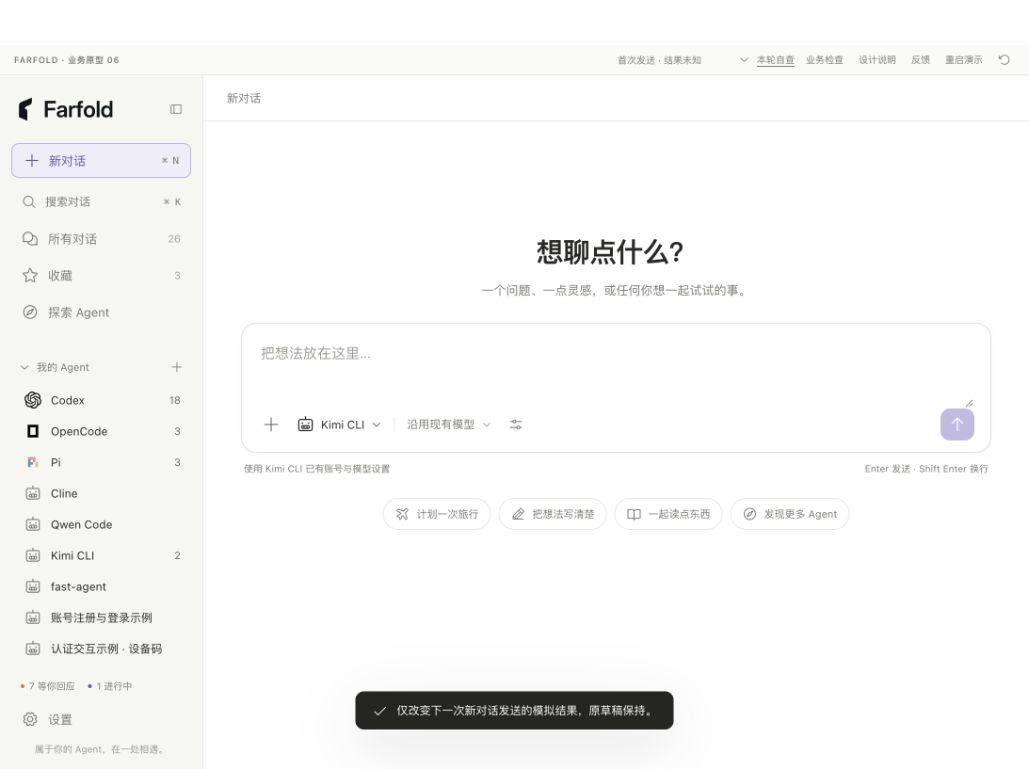 FARFOLD · 业务原型 06
首次发送 · 结果未知
本轮自查
业务检查
设计说明
反馈
重启演示
Farfold
新对话
⌘ N
搜索对话
⌘ K
所有对话
26
收藏
3
探索 Agent
我的 Agent
Codex
18
OpenCode
3
Pi
3
Cline
Qwen Code
Kimi CLI
2
fast-agent
账号注册与登录示例
认证交互示例 · 设备码
7 等你回应
1 进行中
设置
属于你的 Agent，在一处相遇。
新对话
想聊点什么?
一个问题、一点灵感，或任何你想一起试试的事。
把想法放在这里...
Kimi CLI
沿用现有模型
使用 Kimi CLI 已有账号与模型设置
Enter 发送 · Shift Enter 换行
计划一次旅行
把想法写清楚
一起读点东西
发现更多 Agent
仅改变下一次新对话发送的模拟结果，原草稿保持。